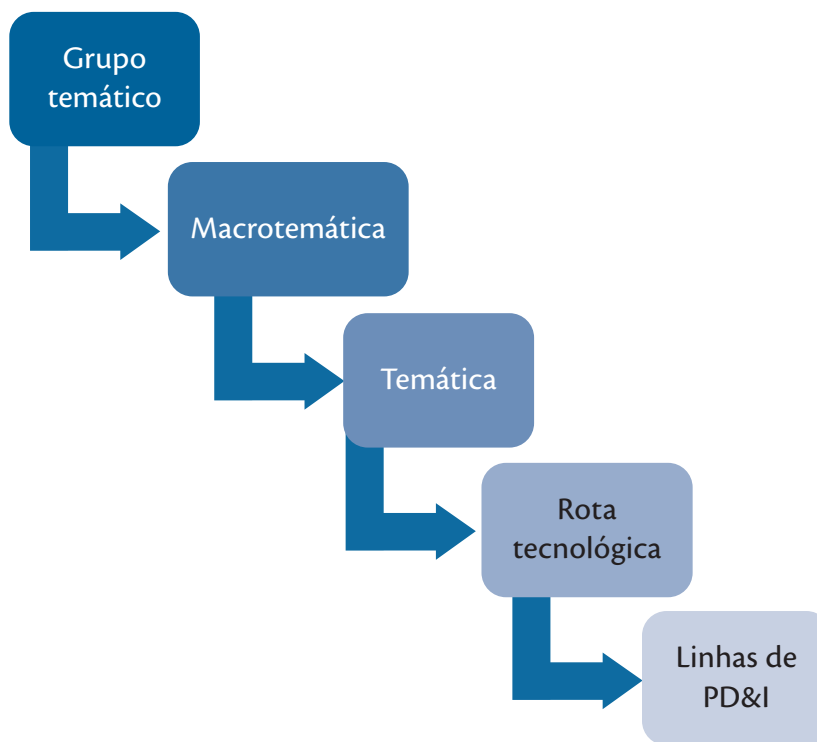 Grupo
temático
Macrotemática
Temática
Rota
tecnológica
Linhas de
PD&I